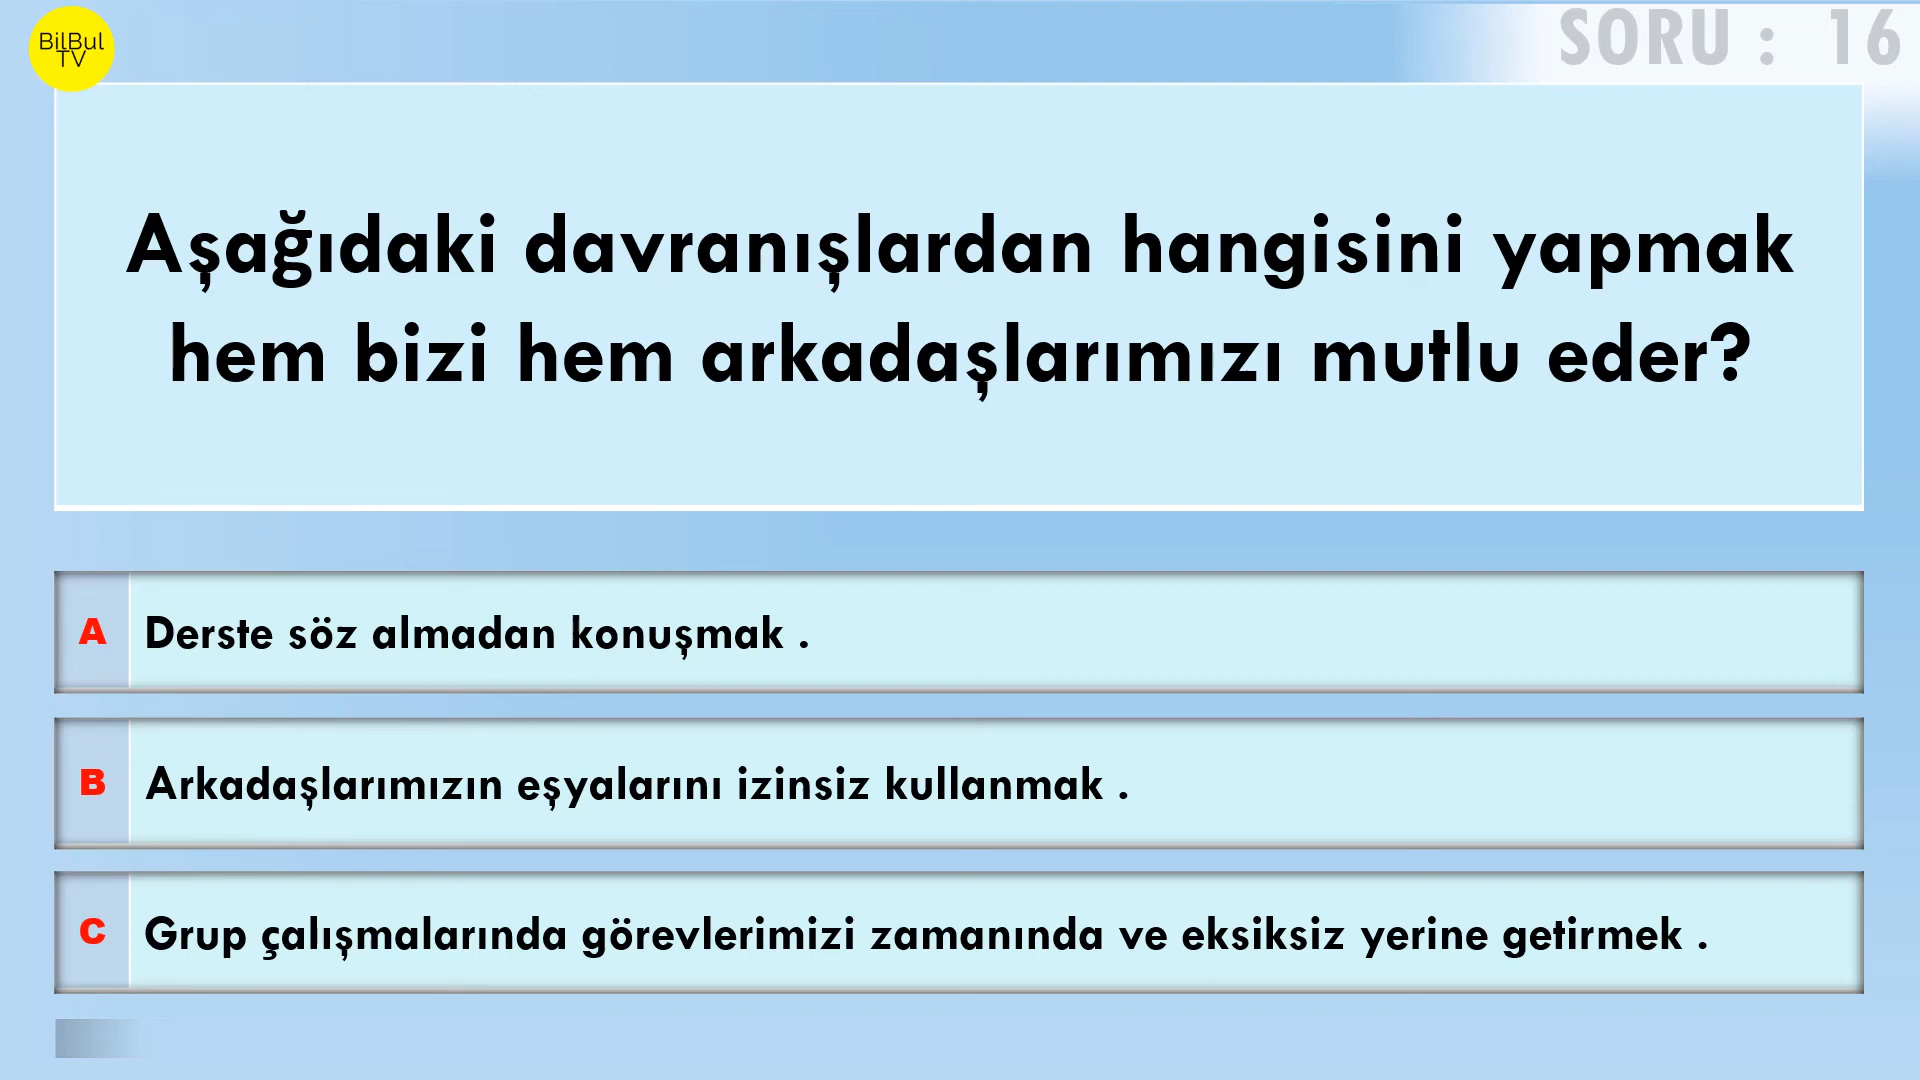 BilBul
TV
SORU : 16
Aşağıdaki davranışlardan hangisini yapmak
hem bizi hem arkadaşlarımızı mutlu eder?
A Derste söz almadan konuşmak .
B Arkadaşlarımızın eşyalarını izinsiz kullanmak .
C Grup çalışmalarında görevlerimizi zamanında ve eksiksiz yerine getirmek .